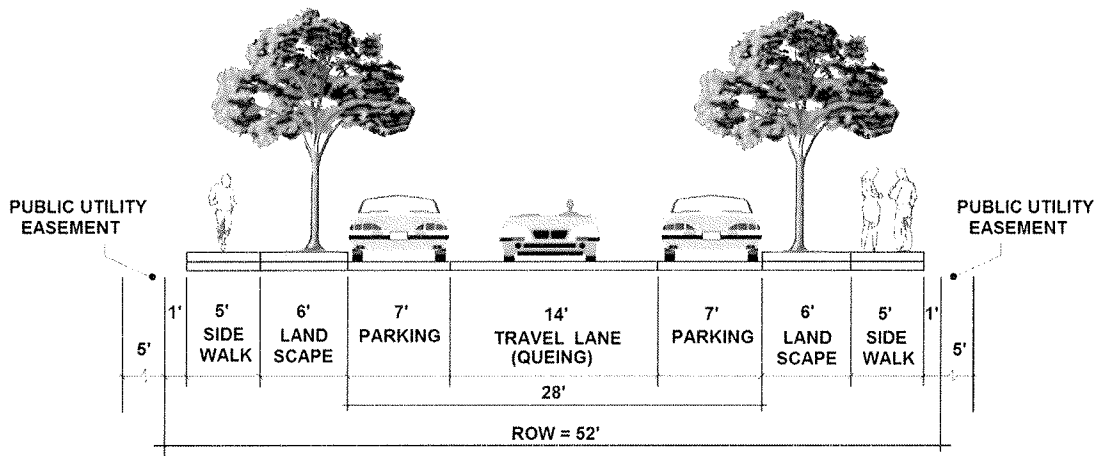 PUBLIC UTILITY
EASEMENT
PUBLIC UTILITY
EASEMENT
5'
1'
5'
SIDE
WALK
6'
LAND
SCAPE
7'
PARKING
14'
TRAVEL LANE
(QUEING)
7'
PARKING
6'
LAND
SCAPE
5'
SIDE
WALK
1'
5'
28'
ROW = 52'